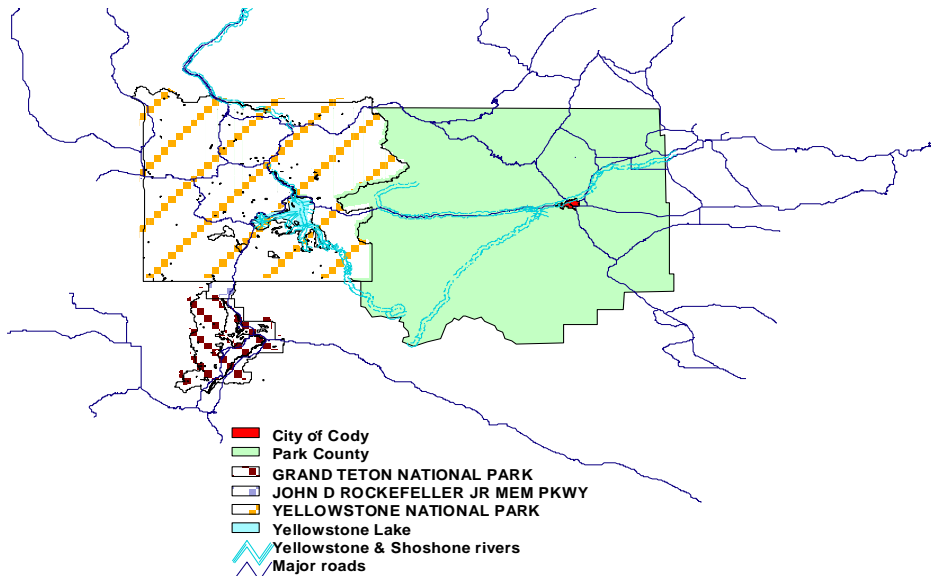 City of Cody
Park County
GRAND TETON NATIONAL PARK
JOHN D ROCKEFELLER JR MEM PKWY
YELLOWSTONE NATIONAL PARK
Yellowstone Lake
Yellowstone & Shoshone rivers
Major roads